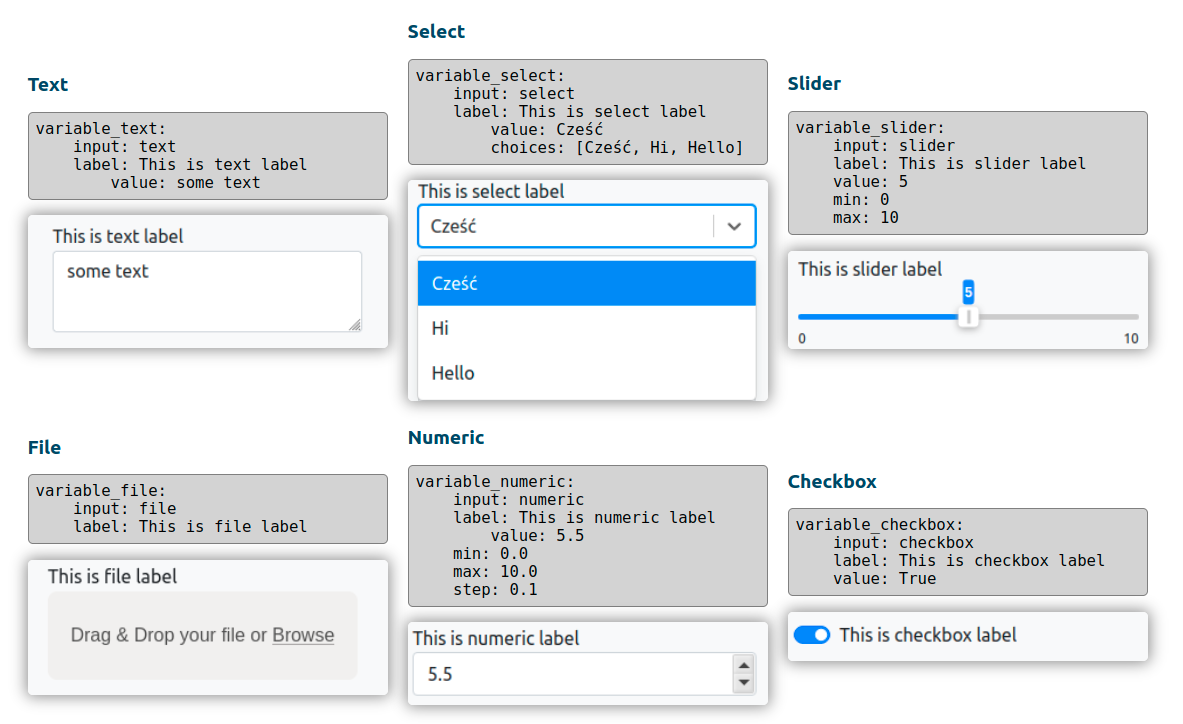 Text
variable_text:
    input: text
    label: This is text label
        value: some text
This is text label
some text
Select
variable_select:
    input: select
    label: This is select label
        value: Cześć
        choices: [Cześć, Hi, Hello]
This is select label
Cześć
Cześć
Hi
Hello
Slider
variable_slider:
    input: slider
    label: This is slider label
    value: 5
    min: 0
    max: 10
This is slider label
5
0 10
File
variable_file:
    input: file
    label: This is file label
This is file label
Drag & Drop your file or Browse
Numeric
variable_numeric:
    input: numeric
    label: This is numeric label
        value: 5.5
    min: 0.0
    max: 10.0
    step: 0.1
This is numeric label
5.5
Checkbox
variable_checkbox:
    input: checkbox
    label: This is checkbox label
    value: True
This is checkbox label